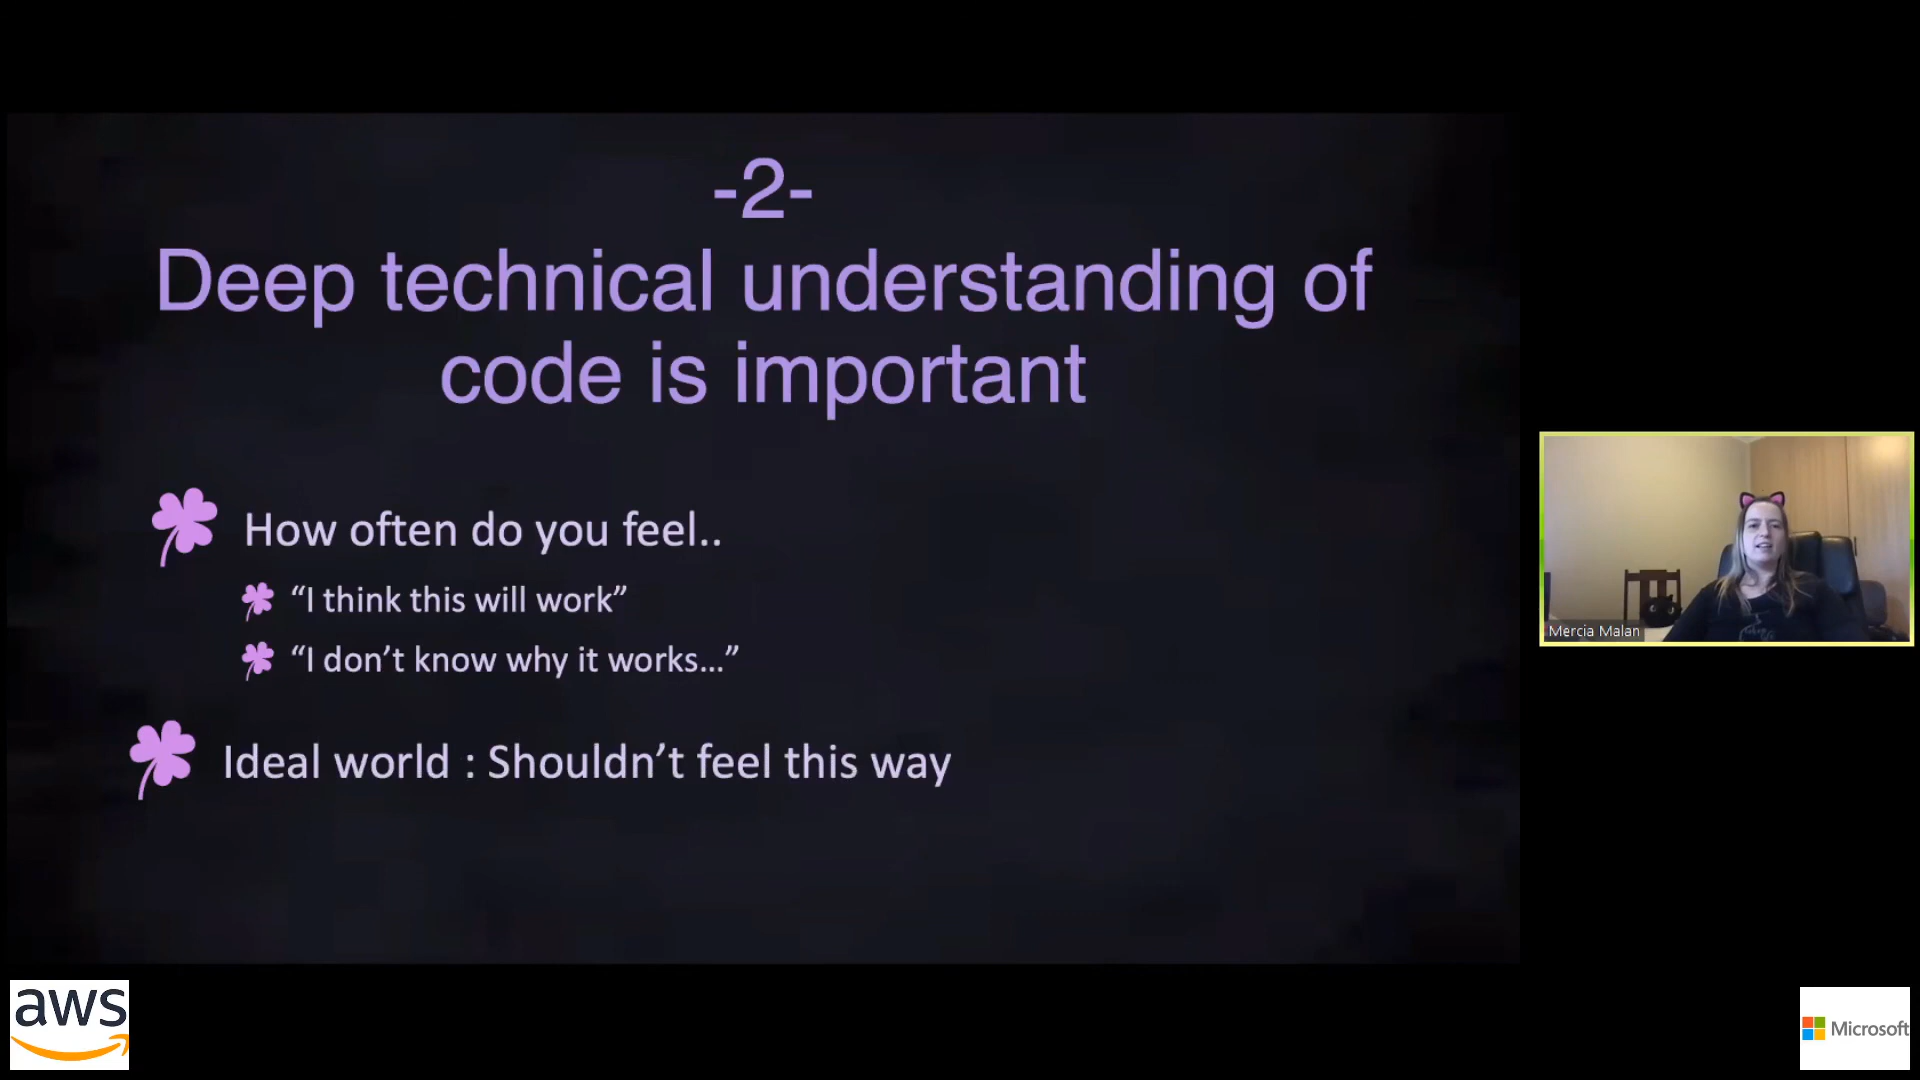 -2-
Deep technical understanding of
code is important
How often do you feel..
“I think this will work”
“I don’t know why it works...”
Ideal world : Shouldn’t feel this way
Mercia Malan
aws
Microsoft